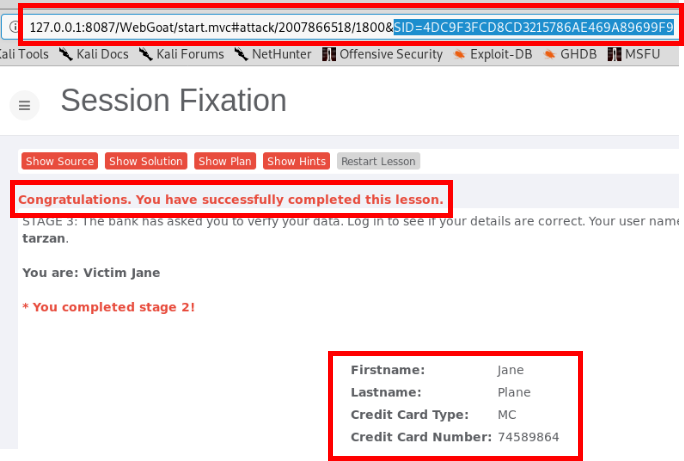 127.0.0.1:8087/WebGoat/start.mvc#attack/2007866518/1800&SID=4DC9F3FCD8CD3215786AE469A89699F9
ali Tools Kali Docs Kali Forums NetHunter Offensive Security Exploit-DB GHDB MSFU
Session Fixation
Show Source Show Solution Show Plan Show Hints Restart Lesson
Congratulations. You have successfully completed this lesson.
STAGE 3: The bank has asked you to verify your data. Log in to see if your details are correct. Your user name
tarzan.
You are: Victim Jane
* You completed stage 2!
Firstname: Jane
Lastname: Plane
Credit Card Type: MC
Credit Card Number: 74589864